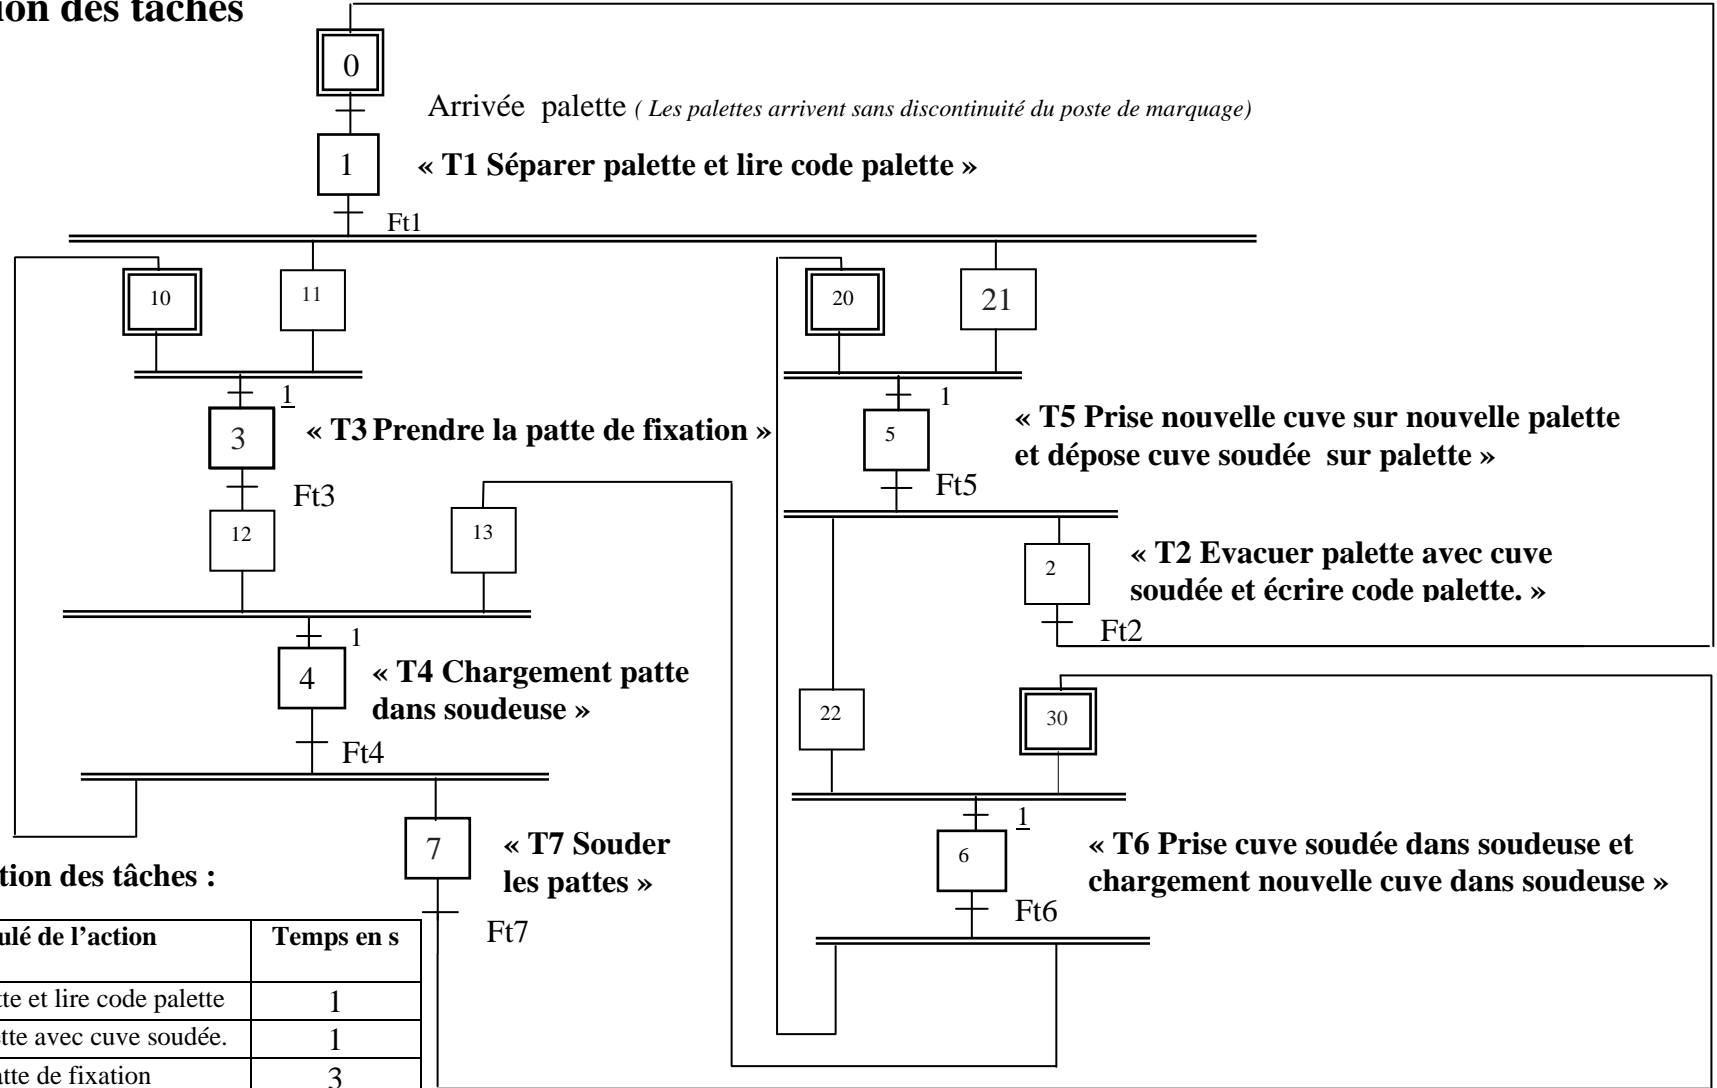 des tâches
0
Arrivée palette ( Les palettes arrivent sans discontinuité du poste de marquage)
1
« T1 Séparer palette et lire code palette »
Ft1
10
11
20
21
1
1
3
« T3 Prendre la patte de fixation »
5
« T5 Prise nouvelle cuve sur nouvelle palette
et dépose cuve soudée sur palette »
Ft3
Ft5
12
13
2
« T2 Evacuer palette avec cuve
soudée et écrire code palette. »
Ft2
1
4
« T4 Chargement patte
dans soudeuse »
Ft4
22
30
1
7
« T7 Souder
les pattes »
6
« T6 Prise cuve soudée dans soudeuse et
chargement nouvelle cuve dans soudeuse »
Ft7
Ft6
des tâches :
de l’action
Temps en s
et lire code palette
1
avec cuve soudée.
1
de fixation
3